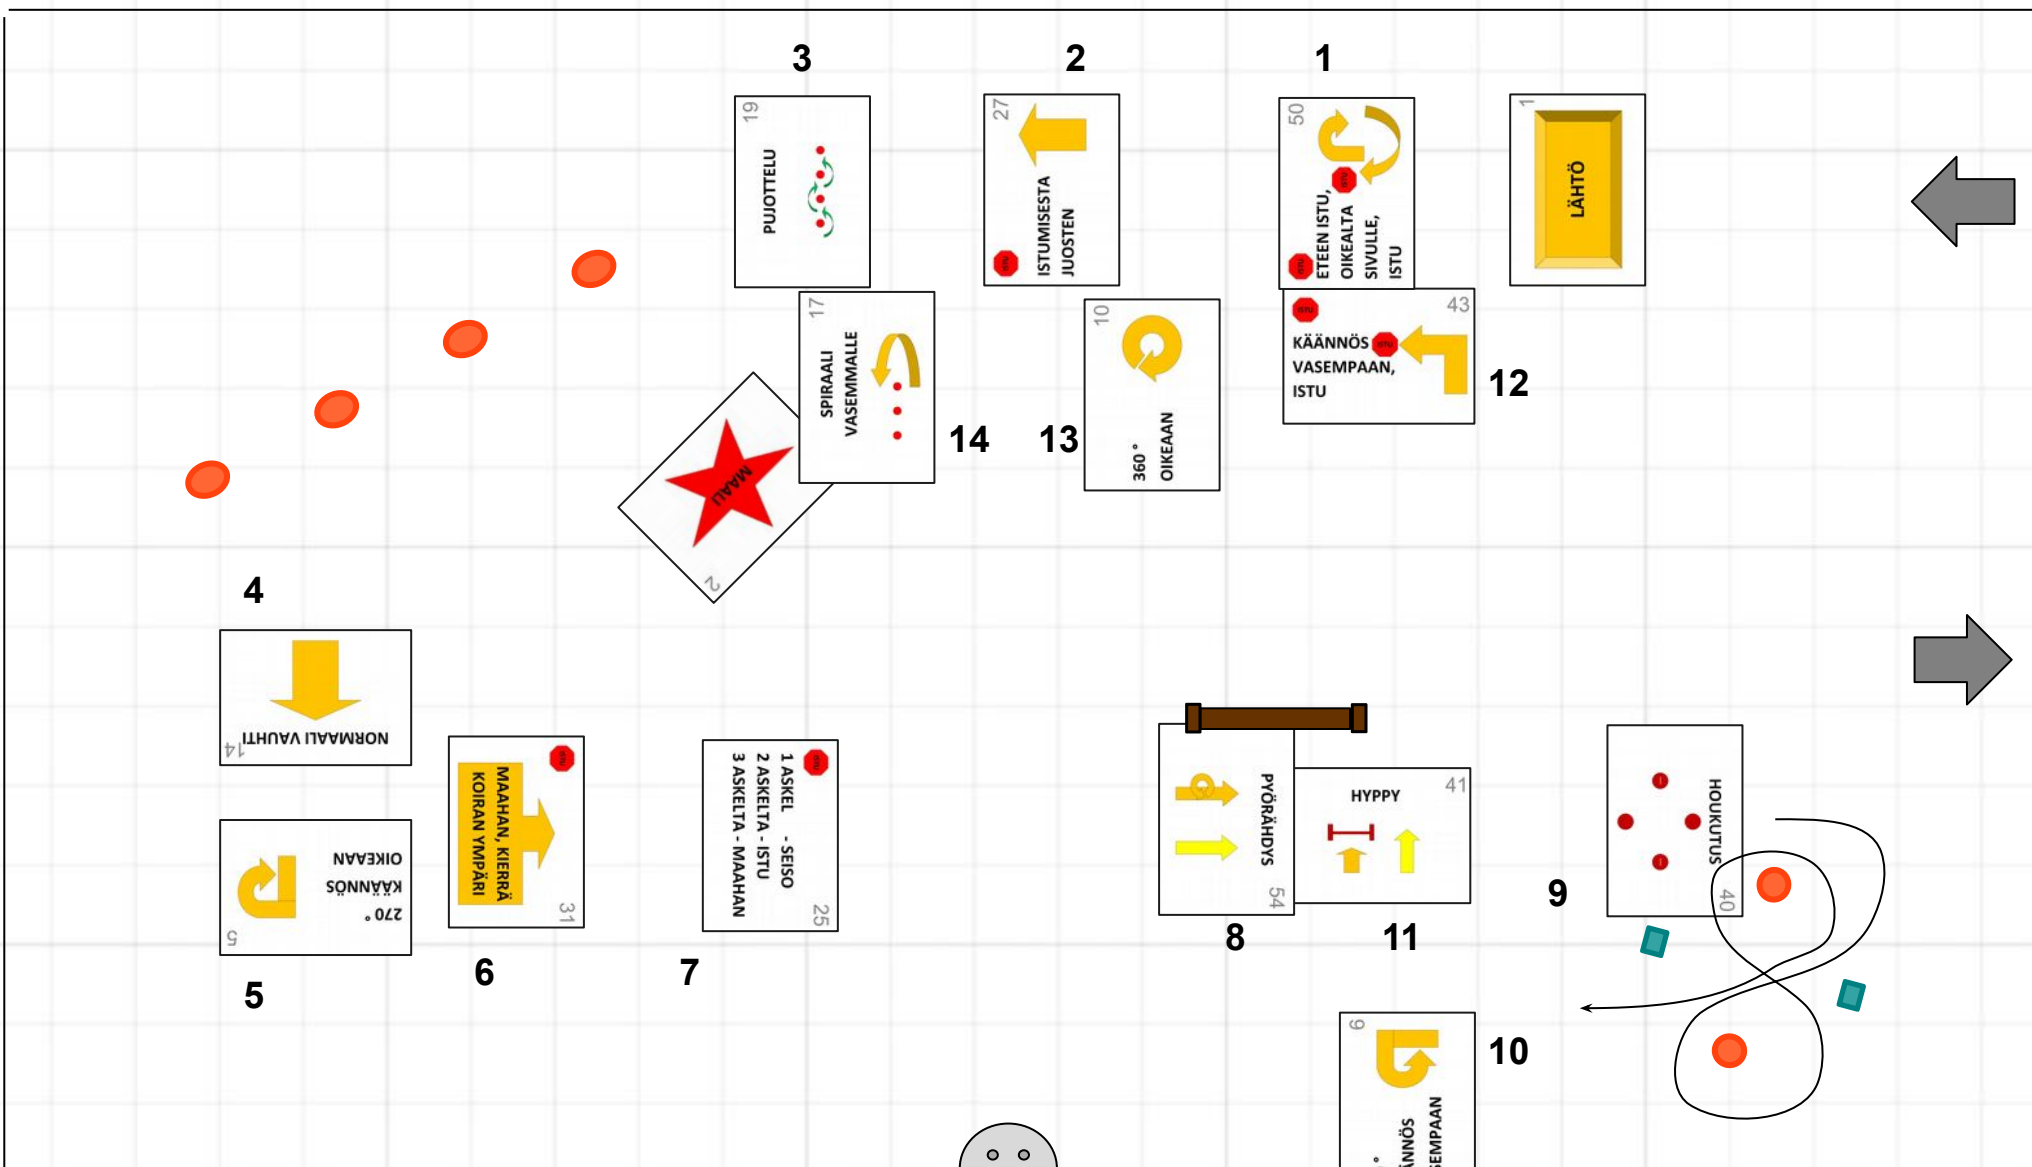 3
2
1
19
PUJOTTELU
27
ISTUMISESTA
JUOSTEN
50
ETEEN ISTU,
OIKEALTA
SIVULLE,
ISTU
1
LÄHTÖ
17
SPIRAALI
VASEMMALLE
14
13
10
360 °
OIKEAAN
43
KÄÄNNÖS
VASEMPAAN,
ISTU
12
MAALI
2
4
NORMAALI VAUHTI
14
270 °
KÄÄNNÖS
OIKEAAN
5
5
MAAHAN, KIERRÄ
KOIRAN YMPÄRI
31
6
1 ASKEL - SEISO
2 ASKELTA - ISTU
3 ASKELTA - MAAHAN
25
7
PYÖRÄHDYS
54
8
HYPPY
41
11
HOUKUTUS
40
9
10